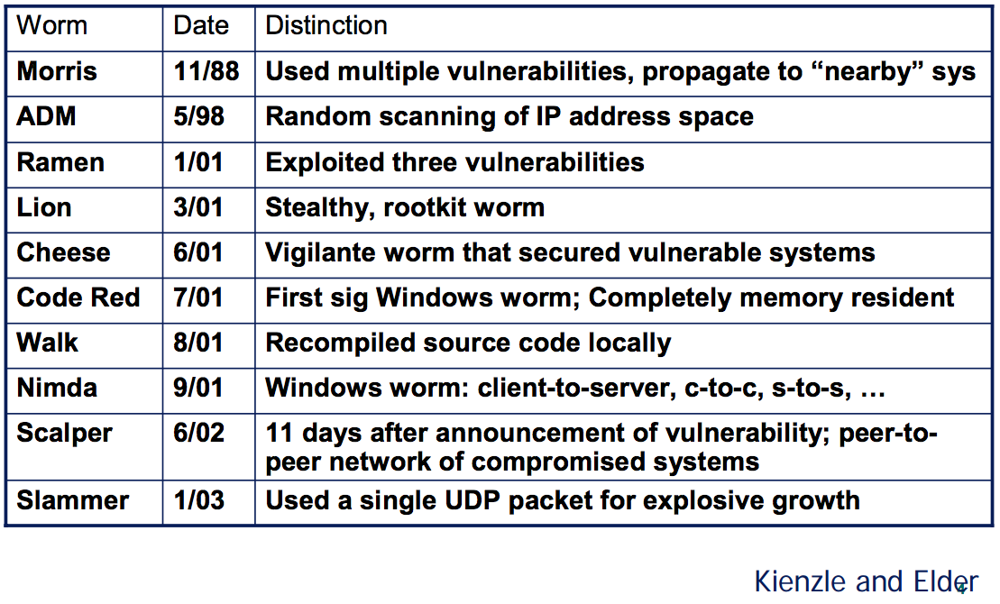 Worm Date Distinction
Morris 11/88 Used multiple vulnerabilities, propagate to “nearby” sys
ADM 5/98 Random scanning of IP address space
Ramen 1/01 Exploited three vulnerabilities
Lion 3/01 Stealthy, rootkit worm
Cheese 6/01 Vigilante worm that secured vulnerable systems
Code Red 7/01 First sig Windows worm; Completely memory resident
Walk 8/01 Recompiled source code locally
Nimda 9/01 Windows worm: client-to-server, c-to-c, s-to-s, …
Scalper 6/02 11 days after announcement of vulnerability; peer-to-
peer network of compromised systems
Slammer 1/03 Used a single UDP packet for explosive growth
Kienzle and Elder
4